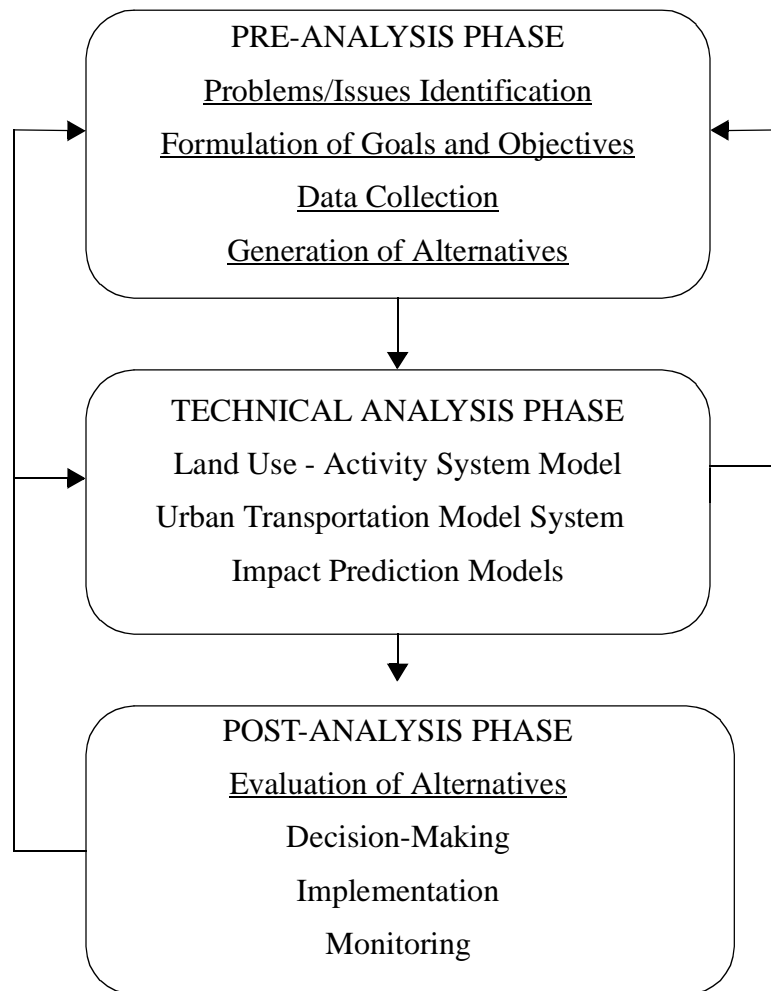 PRE-ANALYSIS PHASE
Problems/Issues Identification
Formulation of Goals and Objectives
Data Collection
Generation of Alternatives
TECHNICAL ANALYSIS PHASE
Land Use - Activity System Model
Urban Transportation Model System
Impact Prediction Models
POST-ANALYSIS PHASE
Evaluation of Alternatives
Decision-Making
Implementation
Monitoring